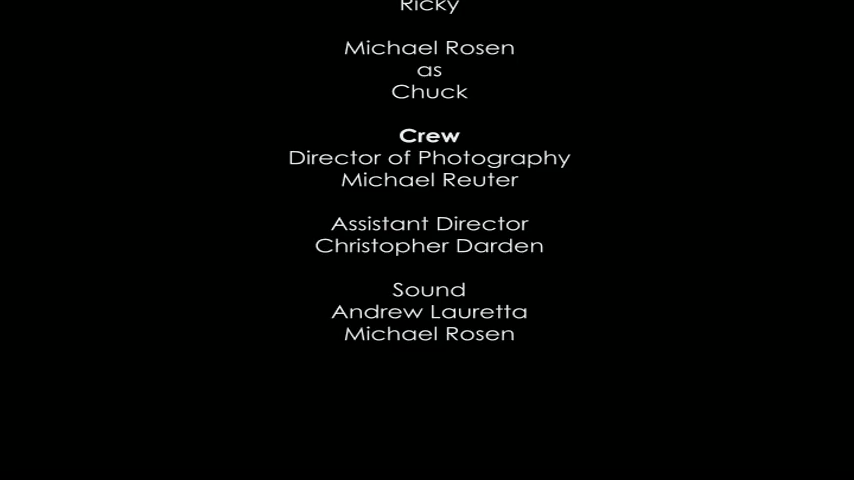 Ricky
Michael Rosen
as
Chuck
Crew
Director of Photography
Michael Reuter
Assistant Director
Christopher Darden
Sound
Andrew Lauretta
Michael Rosen